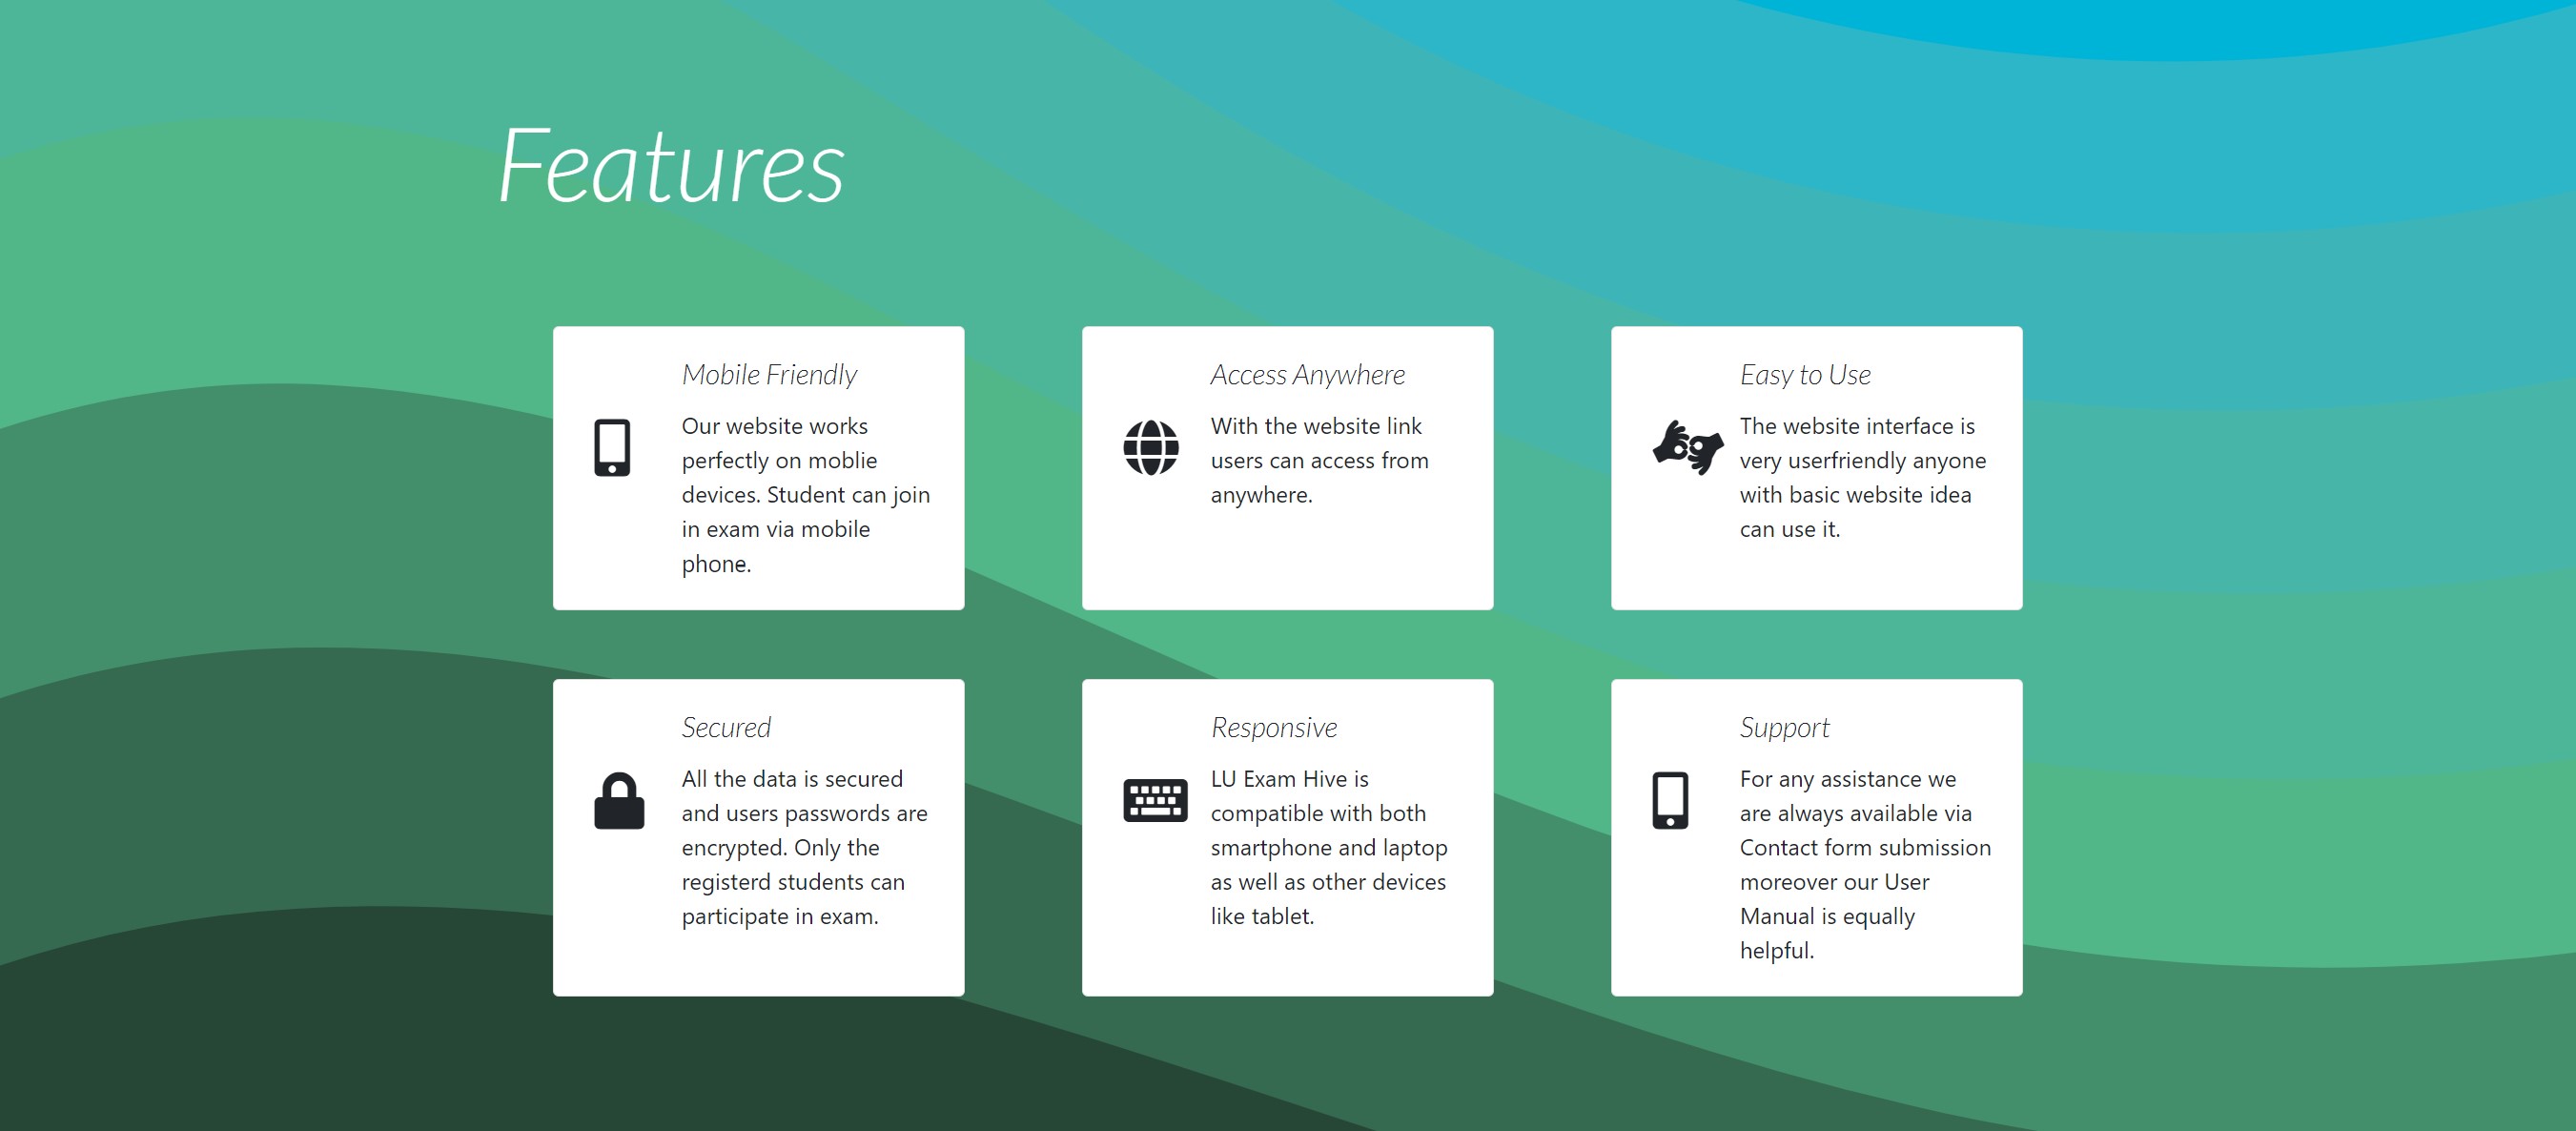 Features
Mobile Friendly
Our website works
perfectly on moblie
devices. Student can join
in exam via mobile
phone.
Access Anywhere
With the website link
users can access from
anywhere.
Easy to Use
The website interface is
very userfriendly anyone
with basic website idea
can use it.
Secured
All the data is secured
and users passwords are
encrypted. Only the
registerd students can
participate in exam.
Responsive
LU Exam Hive is
compatible with both
smartphone and laptop
as well as other devices
like tablet.
Support
For any assistance we
are always available via
Contact form submission
moreover our User
Manual is equally
helpful.